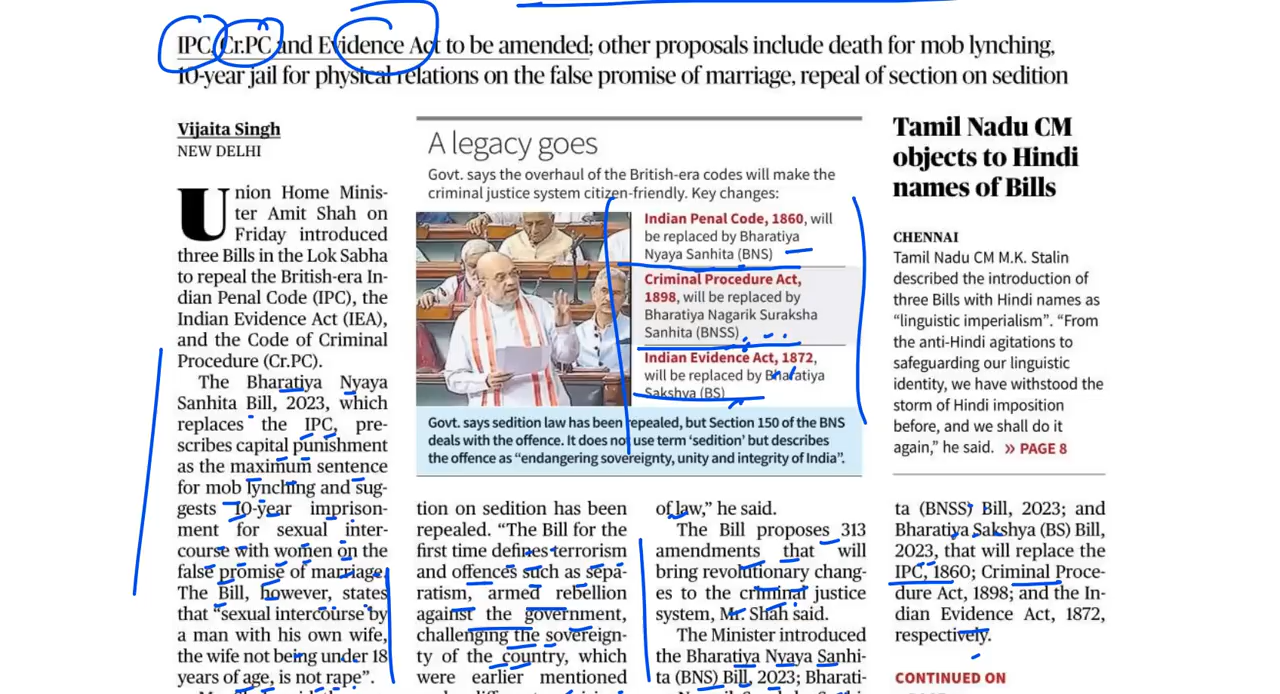 IPC, Cr.PC and Evidence Act to be amended; other proposals include death for mob lynching,
10-year jail for physical relations on the false promise of marriage, repeal of section on sedition
Vijaita Singh
NEW DELHI
Union Home Minis-
ter Amit Shah on
Friday introduced
three Bills in the Lok Sabha
to repeal the British-era In-
dian Penal Code (IPC), the
Indian Evidence Act (IEA),
and the Code of Criminal
Procedure (Cr.PC).
The Bharatiya Nyaya
Sanhita Bill, 2023, which
replaces the IPC, pre-
scribes capital punishment
as the maximum sentence
for mob lynching and sug-
gests 10-year imprison-
ment for sexual inter-
course with women on the
false promise of marriage.
The Bill, however, states
that “sexual intercourse by
a man with his own wife,
the wife not being under 18
years of age, is not rape”.
A legacy goes
Govt. says the overhaul of the British-era codes will make the
criminal justice system citizen-friendly. Key changes:
Indian Penal Code, 1860, will
be replaced by Bharatiya
Nyaya Sanhita (BNS)
Criminal Procedure Act,
1898, will be replaced by
Bharatiya Nagarik Suraksha
Sanhita (BNSS)
Indian Evidence Act, 1872,
will be replaced by Bharatiya
Sakshya (BS)
Govt. says sedition law has been repealed, but Section 150 of the BNS
deals with the offence. It does not use term ‘sedition’ but describes
the offence as “endangering sovereignty, unity and integrity of India”.
tion on sedition has been
repealed. “The Bill for the
first time defines terrorism
and offences such as sepa-
ratism, armed rebellion
against the government,
challenging the sovereign-
ty of the country, which
were earlier mentioned
of law,” he said.
The Bill proposes 313
amendments that will
bring revolutionary chang-
es to the criminal justice
system, Mr. Shah said.
The Minister introduced
the Bharatiya Nyaya Sanhi-
ta (BNS) Bill, 2023; Bharati-
Tamil Nadu CM
objects to Hindi
names of Bills
CHENNAI
Tamil Nadu CM M.K. Stalin
described the introduction of
three Bills with Hindi names as
“linguistic imperialism”. “From
the anti-Hindi agitations to
safeguarding our linguistic
identity, we have withstood the
storm of Hindi imposition
before, and we shall do it
again,” he said. » PAGE 8
ta (BNSS) Bill, 2023; and
Bharatiya Sakshya (BS) Bill,
2023, that will replace the
IPC, 1860; Criminal Proce-
dure Act, 1898; and the In-
dian Evidence Act, 1872,
respectively.
CONTINUED ON